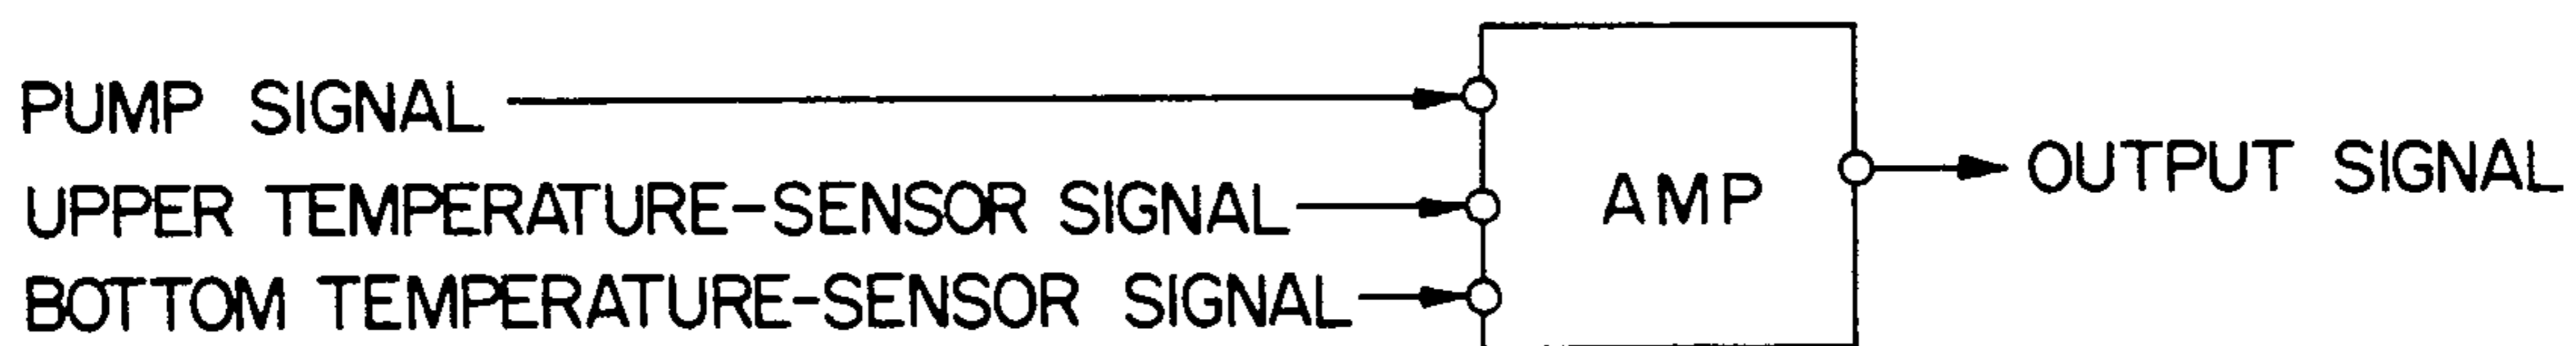 PUMP SIGNAL
UPPER TEMPERATURE-SENSOR SIGNAL
BOTTOM TEMPERATURE-SENSOR SIGNAL
AMP
OUTPUT SIGNAL